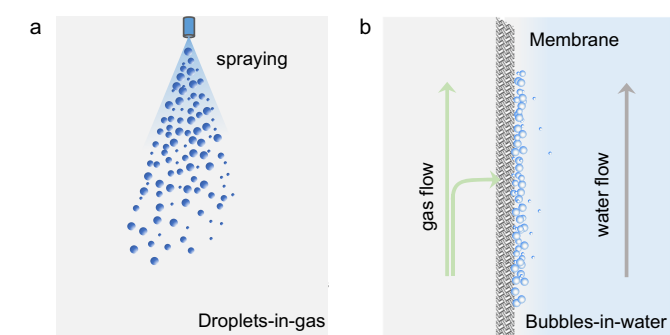 a
spraying
Droplets-in-gas
b
Membrane
gas flow
water flow
Bubbles-in-water